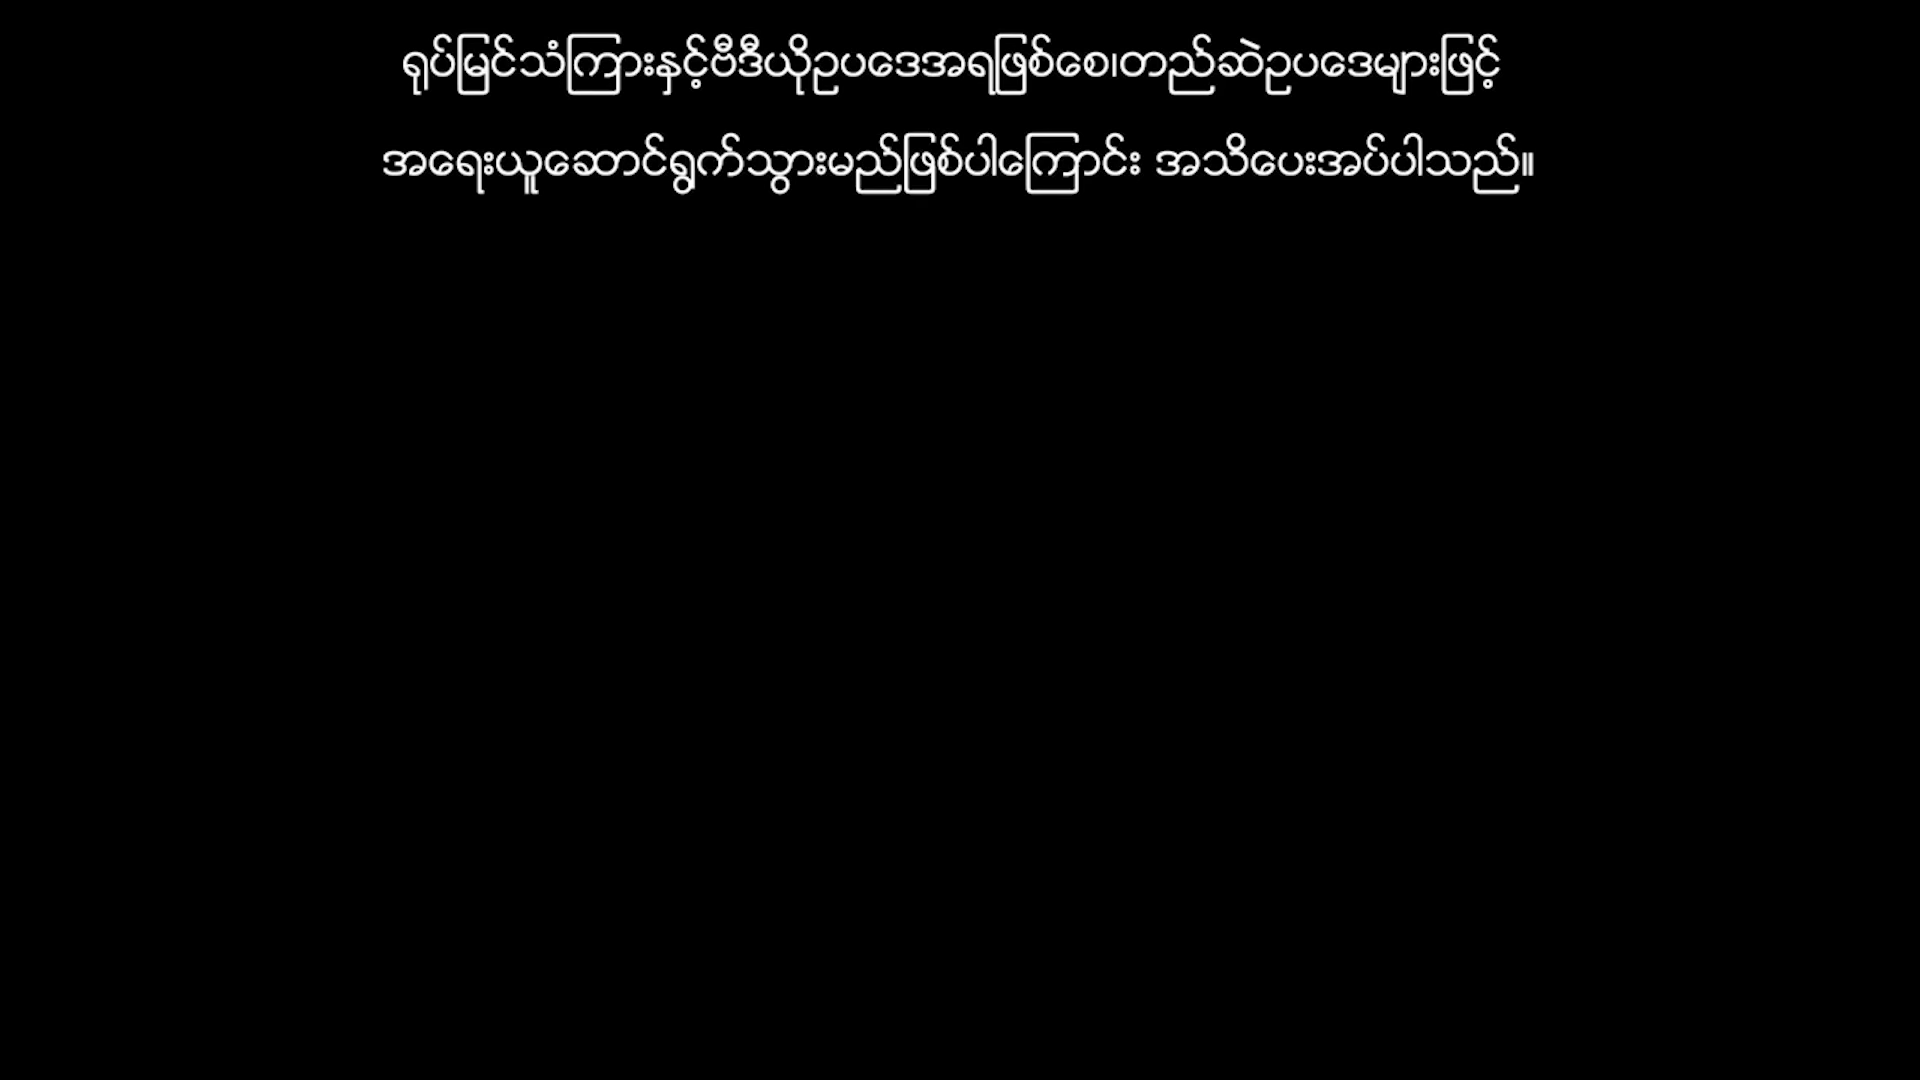 ရုပ်မြင်သံကြားနှင့်ဗီဒီယိုဥပဒေအရဖြစ်စေ၊တည်ဆဲဥပဒေများဖြင့်
အရေးယူဆောင်ရွက်သွားမည်ဖြစ်ပါကြောင်း အသိပေးအပ်ပါသည်။